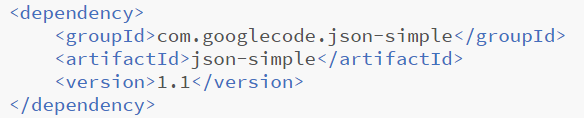 <dependency>
    <groupId>com.googlecode.json-simple</groupId>
    <artifactId>json-simple</artifactId>
    <version>1.1</version>
</dependency>